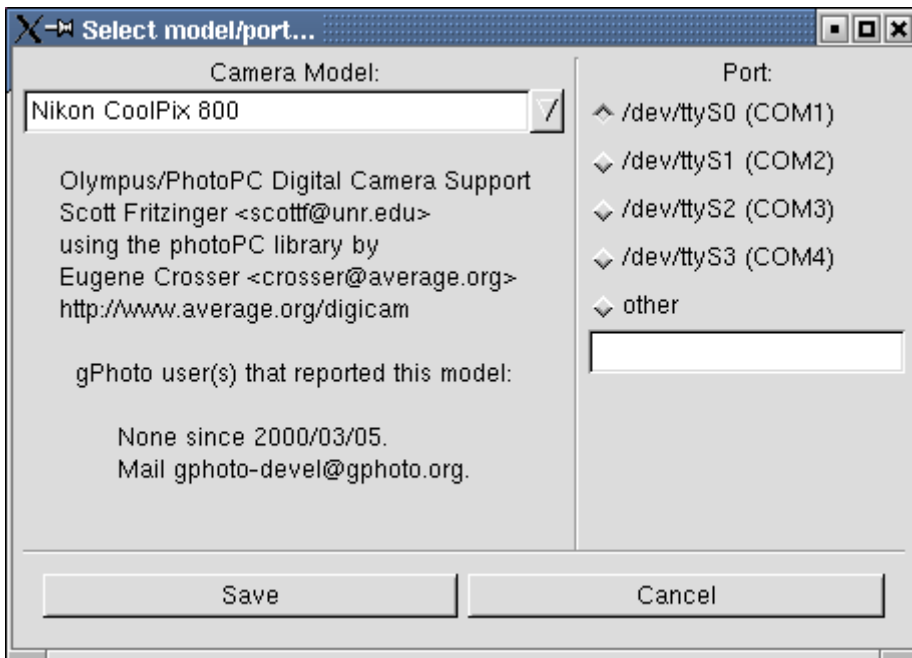 Select model/port...
Camera Model:
Nikon CoolPix 800
Olympus/PhotoPC Digital Camera Support
Scott Fritzinger <scottf@unr.edu>
using the photoPC library by
Eugene Crosser <crosser@average.org>
http://www.average.org/digicam
gPhoto user(s) that reported this model:
None since 2000/03/05.
Mail gphoto-devel@gphoto.org.
Port:
/dev/ttyS0 (COM1)
/dev/ttyS1 (COM2)
/dev/ttyS2 (COM3)
/dev/ttyS3 (COM4)
other
Save
Cancel